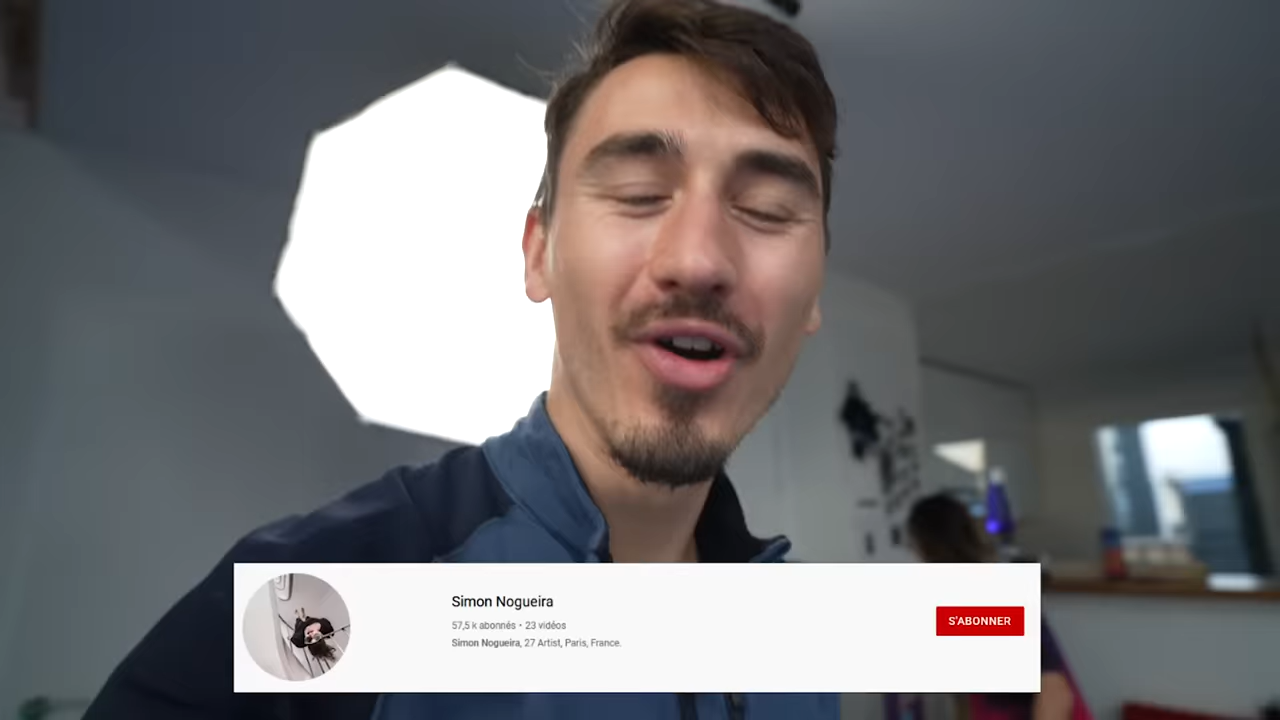 Simon Nogueira
57,5 k abonnés • 23 vidéos
Simon Nogueira, 27 Artist, Paris, France.
S'ABONNER